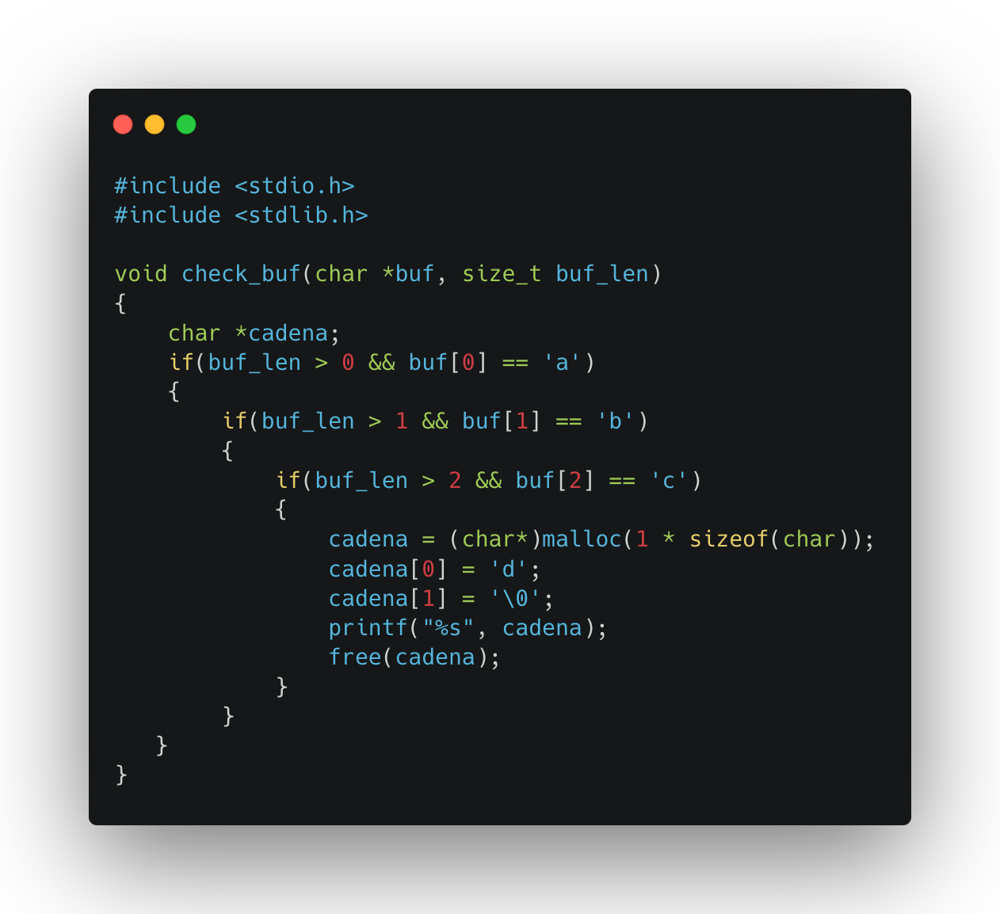 #include <stdio.h>
#include <stdlib.h>

void check_buf(char *buf, size_t buf_len)
{
    char *cadena;
    if(buf_len > 0 && buf[0] == 'a')
    {
        if(buf_len > 1 && buf[1] == 'b')
        {
            if(buf_len > 2 && buf[2] == 'c')
            {
                cadena = (char*)malloc(1 * sizeof(char));
                cadena[0] = 'd';
                cadena[1] = '\0';
                printf("%s", cadena);
                free(cadena);
            }
        }
   }
}